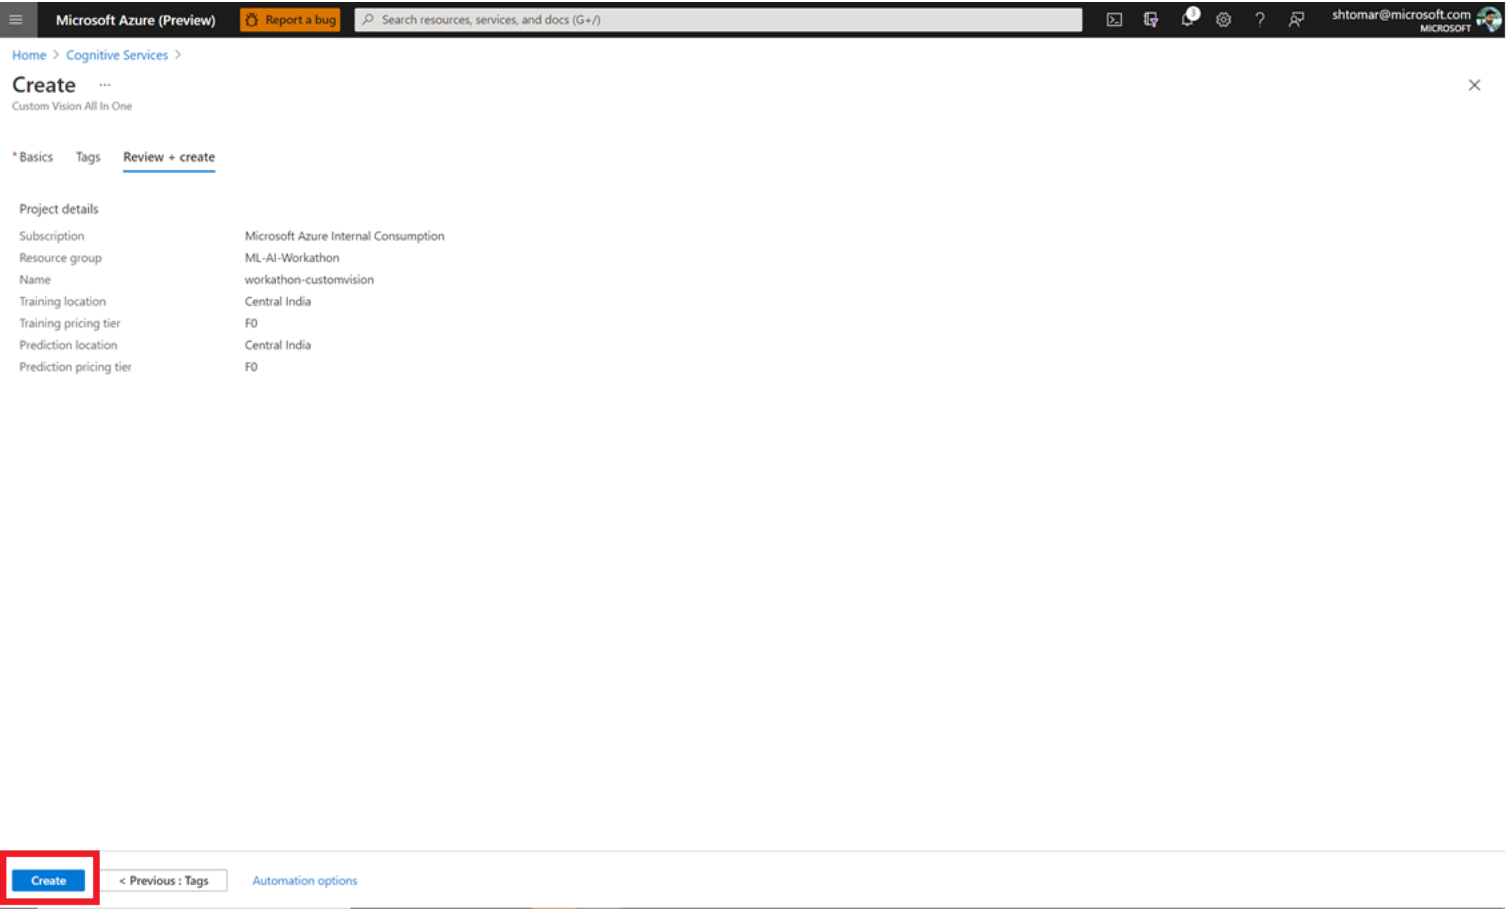 Microsoft Azure (Preview) Report a bug Search resources, services, and docs (G+/) 3 ? shtomar@microsoft.com
MICROSOFT
Home > Cognitive Services >
Create ...
Custom Vision All In One
* Basics Tags Review + create
Project details
Subscription Microsoft Azure Internal Consumption
Resource group ML-AI-Workathon
Name workathon-customvision
Training location Central India
Training pricing tier F0
Prediction location Central India
Prediction pricing tier F0
Create < Previous : Tags Automation options